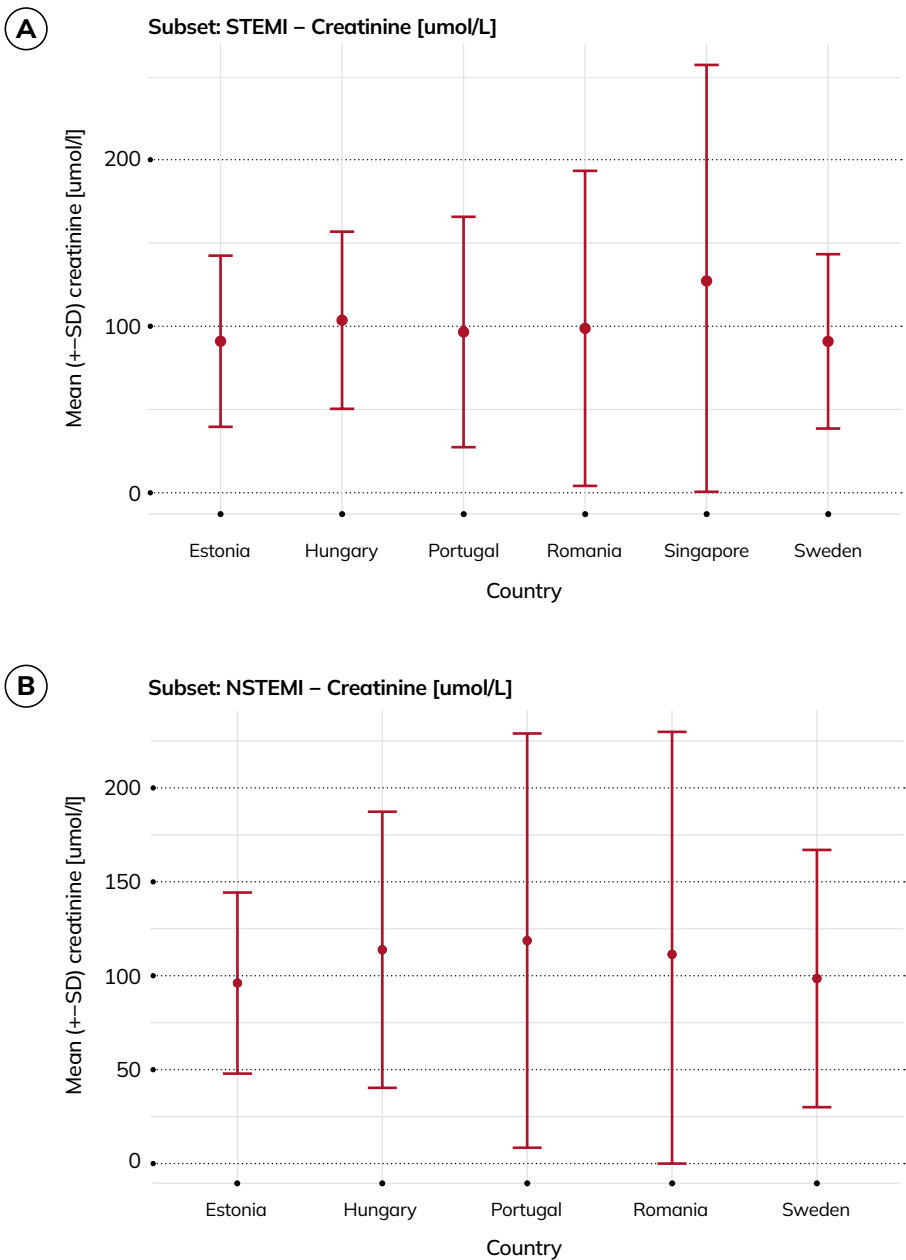 A
Subset: STEMI – Creatinine [umol/L]
Mean (+–SD) creatinine [umol/l]
200
100
0
Estonia Hungary Portugal Romania Singapore Sweden
Country
B
Subset: NSTEMI – Creatinine [umol/L]
Mean (+–SD) creatinine [umol/l]
200
150
100
50
0
Estonia Hungary Portugal Romania Sweden
Country